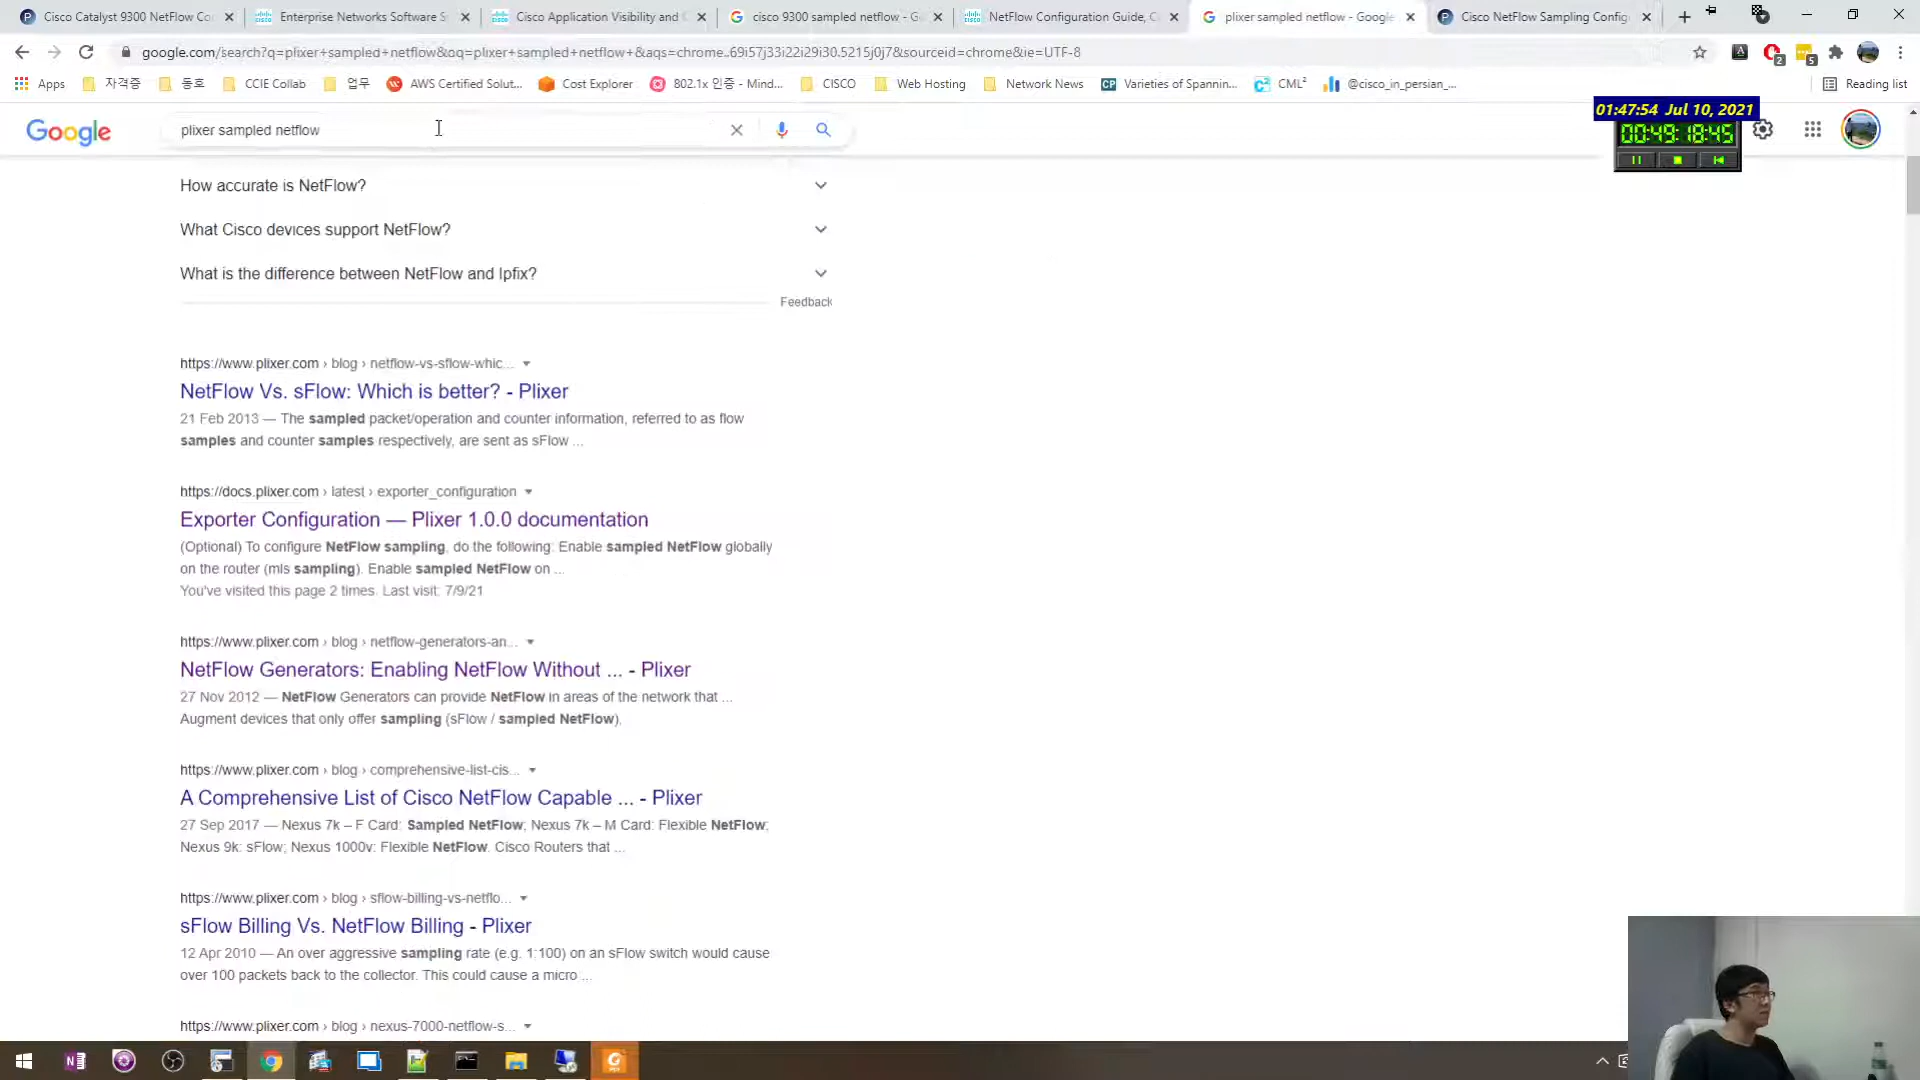 Cisco Catalyst 9300 NetFlow Co
Enterprise Networks Software S
Cisco Application Visibility and C
cisco 9300 sampled netflow - G
NetFlow Configuration Guide, C
plixer sampled netflow - Google
Cisco NetFlow Sampling Config
google.com/search?q=plixer+sampled+netflow&oq=plixer+sampled+netflow+&aqs=chrome..69i57j33i22i29i30.5215j0j7&sourceid=chrome&ie=UTF-8
2
5
Apps
자격증
동호
CCIE Collab
업무
AWS Certified Solut...
Cost Explorer
802.1x 인증 - Mind...
CISCO
Web Hosting
Network News
CP Varieties of Spannin...
CML²
@cisco_in_persian_...
Reading list
01:47:54 Jul 10, 2021
00:49:18:45
Google
plixer sampled netflow
How accurate is NetFlow?
What Cisco devices support NetFlow?
What is the difference between NetFlow and Ipfix?
Feedback
https://www.plixer.com › blog › netflow-vs-sflow-whic...
NetFlow Vs. sFlow: Which is better? - Plixer
21 Feb 2013 — The sampled packet/operation and counter information, referred to as flow
samples and counter samples respectively, are sent as sFlow ...
https://docs.plixer.com › latest › exporter_configuration
Exporter Configuration — Plixer 1.0.0 documentation
(Optional) To configure NetFlow sampling, do the following: Enable sampled NetFlow globally
on the router (mls sampling). Enable sampled NetFlow on ...
You've visited this page 2 times. Last visit: 7/9/21
https://www.plixer.com › blog › netflow-generators-an...
NetFlow Generators: Enabling NetFlow Without ... - Plixer
27 Nov 2012 — NetFlow Generators can provide NetFlow in areas of the network that ...
Augment devices that only offer sampling (sFlow / sampled NetFlow).
https://www.plixer.com › blog › comprehensive-list-cis...
A Comprehensive List of Cisco NetFlow Capable ... - Plixer
27 Sep 2017 — Nexus 7k – F Card: Sampled NetFlow; Nexus 7k – M Card: Flexible NetFlow;
Nexus 9k: sFlow; Nexus 1000v: Flexible NetFlow. Cisco Routers that ...
https://www.plixer.com › blog › sflow-billing-vs-netflo...
sFlow Billing Vs. NetFlow Billing - Plixer
12 Apr 2010 — An over aggressive sampling rate (e.g. 1:100) on an sFlow switch would cause
over 100 packets back to the collector. This could cause a micro ...
https://www.plixer.com › blog › nexus-7000-netflow-s...